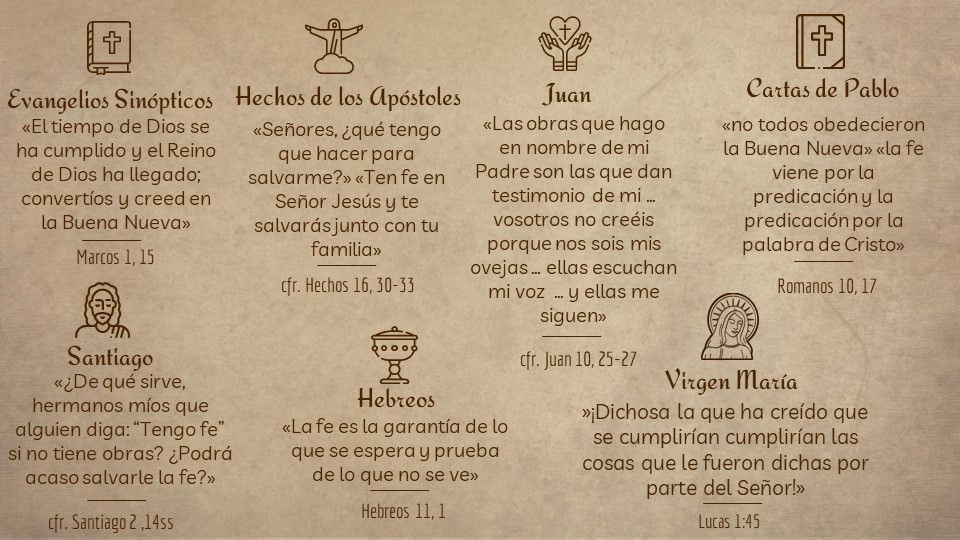 Evangelios Sinópticos
«El tiempo de Dios se
ha cumplido y el Reino
de Dios ha llegado;
convertíos y creed en
la Buena Nueva»
Marcos 1, 15
Hechos de los Apóstoles
«Señores, ¿qué tengo
que hacer para
salvarme?» «Ten fe en
Señor Jesús y te
salvarás junto con tu
familia»
cfr. Hechos 16, 30-33
Juan
«Las obras que hago
en nombre de mi
Padre son las que dan
testimonio de mi ...
vosotros no creéis
porque nos sois mis
ovejas ... ellas escuchan
mi voz ... y ellas me
siguen»
cfr. Juan 10, 25-27
Cartas de Pablo
«no todos obedecieron
la Buena Nueva» «la fe
viene por la
predicación y la
predicación por la
palabra de Cristo»
Romanos 10, 17
Santiago
«¿De qué sirve,
hermanos míos que
alguien diga: “Tengo fe”
si no tiene obras? ¿Podrá
acaso salvarle la fe?»
cfr. Santiago 2 ,14ss
Hebreos
«La fe es la garantía de lo
que se espera y prueba
de lo que no se ve»
Hebreos 11, 1
Virgen María
»¡Dichosa la que ha creído que
se cumplirían cumplirían las
cosas que le fueron dichas por
parte del Señor!»
Lucas 1:45